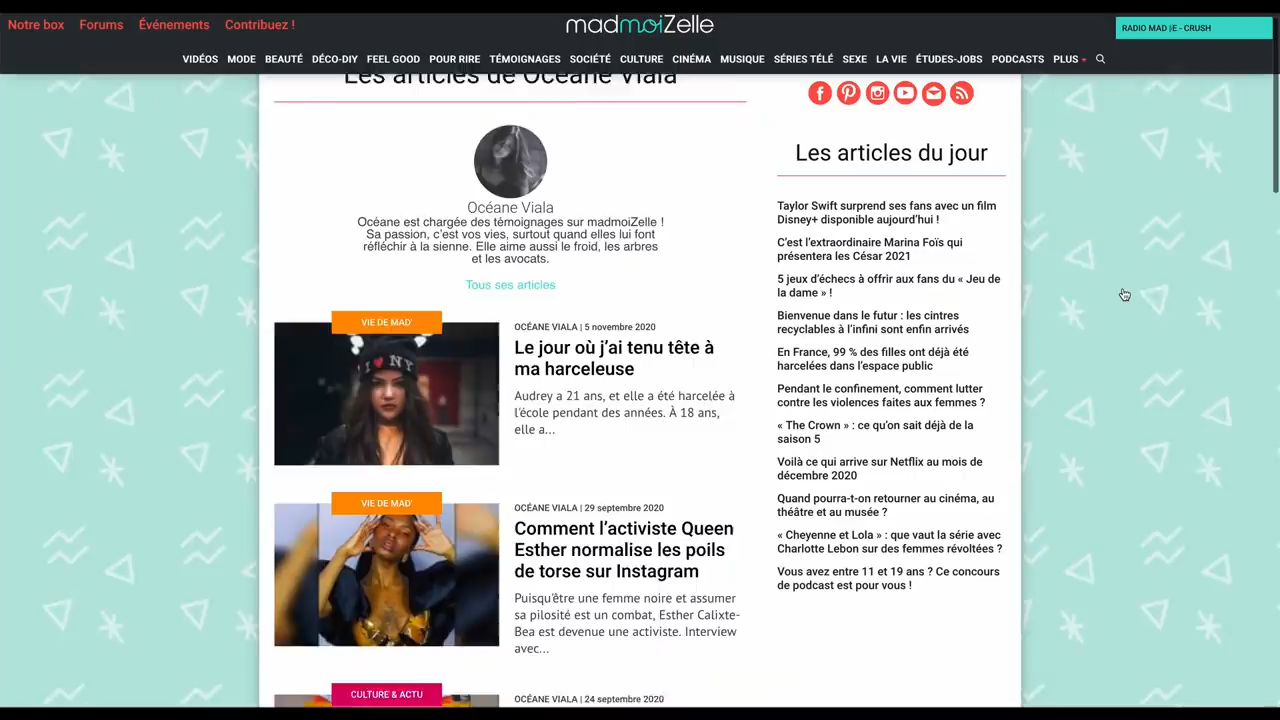 Notre box Forums Événements Contribuez !
madmoiZelle
RADIO MAD |E - CRUSH
VIDÉOS MODE BEAUTÉ DÉCO-DIY FEEL GOOD POUR RIRE TÉMOIGNAGES SOCIÉTÉ CULTURE CINÉMA MUSIQUE SÉRIES TÉLÉ SEXE LA VIE ÉTUDES-JOBS PODCASTS PLUS
Les articles de Océane Viala
Océane Viala
Océane est chargée des témoignages sur madmoiZelle !
Sa passion, c'est vos vies, surtout quand elles lui font
réfléchir à la sienne. Elle aime aussi le froid, les arbres
et les avocats.
Tous ses articles
VIE DE MAD'
I NY
OCÉANE VIALA | 5 novembre 2020
Le jour où j’ai tenu tête à
ma harceleuse
Audrey a 21 ans, et elle a été harcelée à
l'école pendant des années. À 18 ans,
elle a...
VIE DE MAD'
OCÉANE VIALA | 29 septembre 2020
Comment l’activiste Queen
Esther normalise les poils
de torse sur Instagram
Puisqu'être une femme noire et assumer
sa pilosité est un combat, Esther Calixte-
Bea est devenue une activiste. Interview
avec...
CULTURE & ACTU
OCÉANE VIALA | 24 septembre 2020
Les articles du jour
Taylor Swift surprend ses fans avec un film
Disney+ disponible aujourd’hui !
C’est l’extraordinaire Marina Foïs qui
présentera les César 2021
5 jeux d’échecs à offrir aux fans du « Jeu de
la dame » !
Bienvenue dans le futur : les cintres
recyclables à l’infini sont enfin arrivés
En France, 99 % des filles ont déjà été
harcelées dans l’espace public
Pendant le confinement, comment lutter
contre les violences faites aux femmes ?
« The Crown » : ce qu’on sait déjà de la
saison 5
Voilà ce qui arrive sur Netflix au mois de
décembre 2020
Quand pourra-t-on retourner au cinéma, au
théâtre et au musée ?
« Cheyenne et Lola » : que vaut la série avec
Charlotte Lebon sur des femmes révoltées ?
Vous avez entre 11 et 19 ans ? Ce concours
de podcast est pour vous !